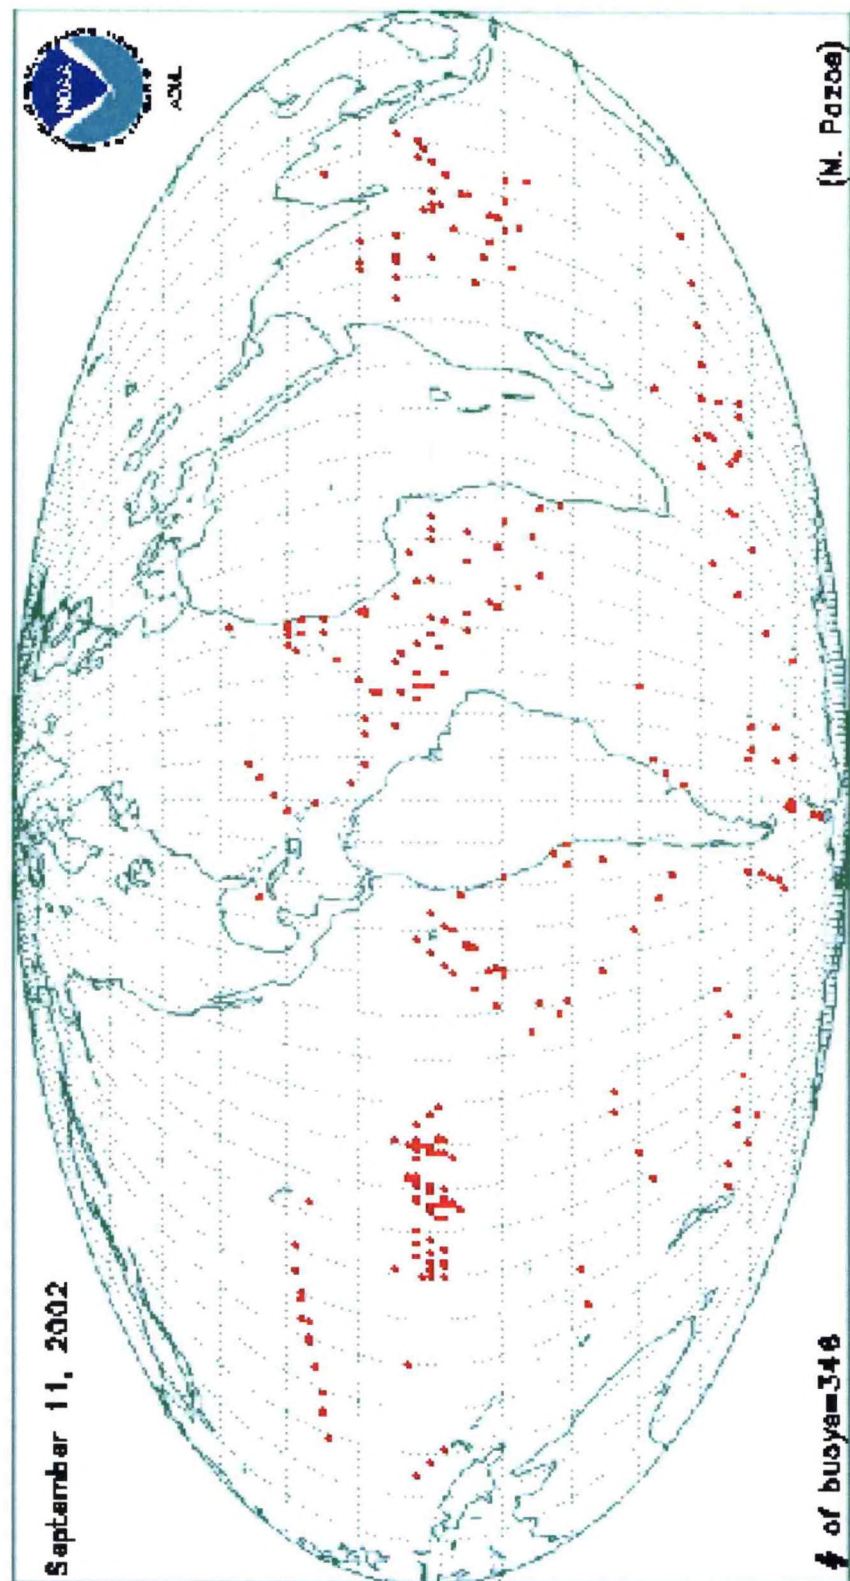 September 11, 2002
NOAA
AOML
# of buoys=346
(M. Pazos)